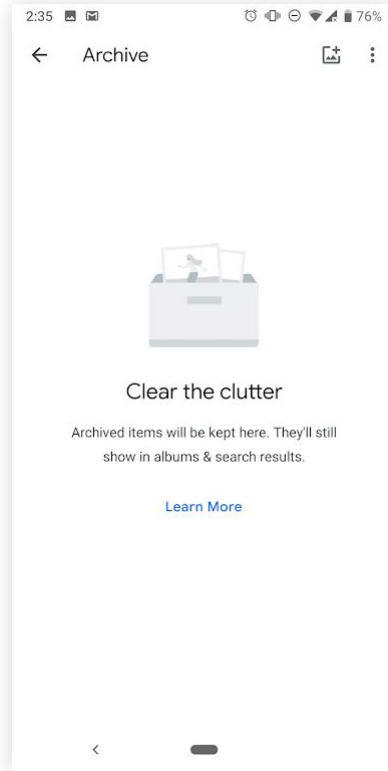 2:35 76%
Archive
Clear the clutter
Archived items will be kept here. They'll still
show in albums & search results.
Learn More